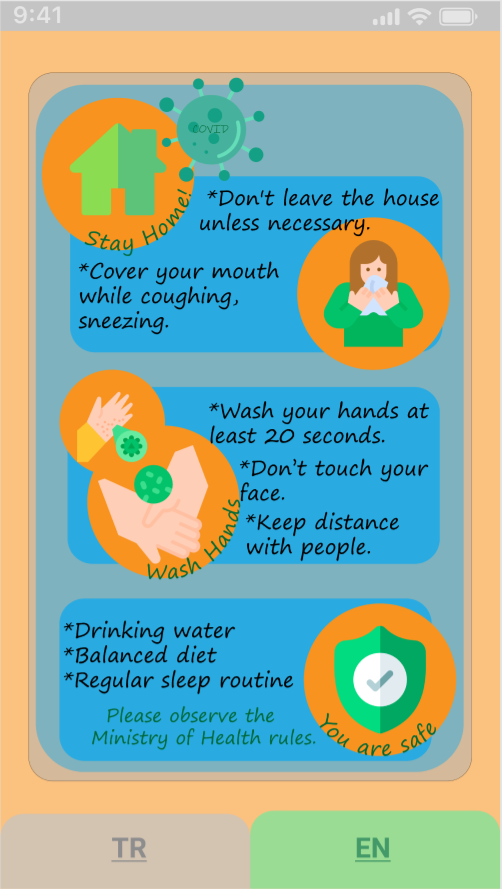 9:41
COVID
Stay Home!
*Don't leave the house
unless necessary.
*Cover your mouth
while coughing,
sneezing.
*Wash your hands at
least 20 seconds.
*Don't touch your
face.
*Keep distance
with people.
Wash Hands
*Drinking water
*Balanced diet
*Regular sleep routine
Please observe the
Ministry of Health rules.
You are safe
TR
EN